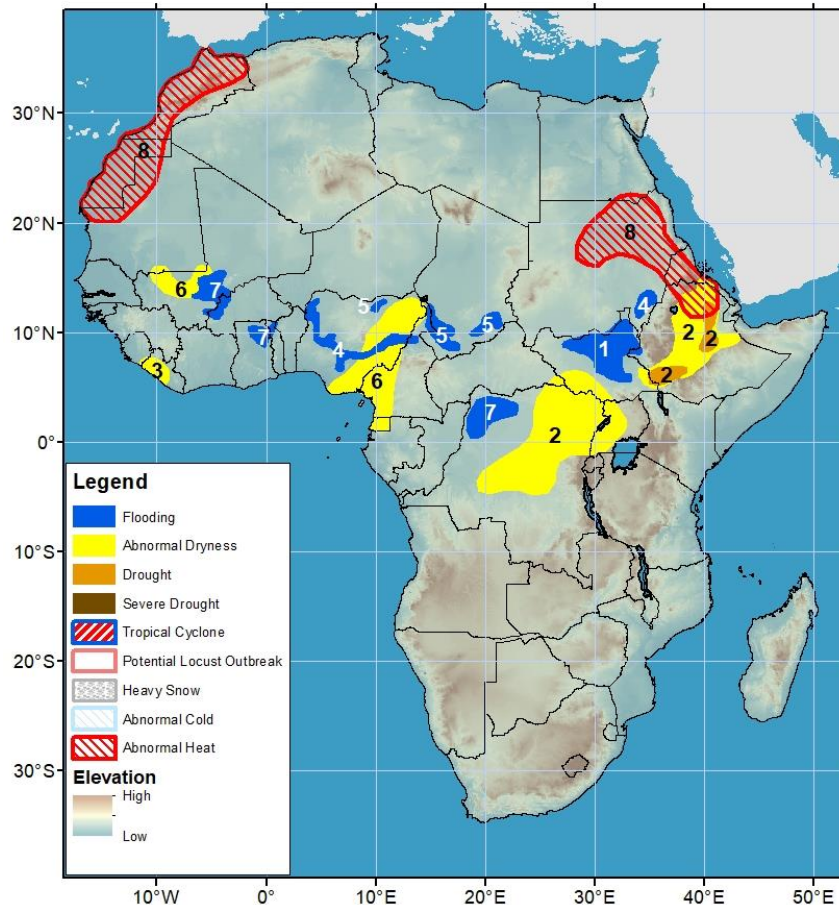 30°N
20°N
10°N
0°
10°S
20°S
30°S
8
8
6
7
5
4
7
5
5
1
2
2
3
4
6
7
2
2
Legend
Flooding
Abnormal Dryness
Drought
Severe Drought
Tropical Cyclone
Potential Locust Outbreak
Heavy Snow
Abnormal Cold
Abnormal Heat
Elevation
High
Low
10°W
0°
10°E
20°E
30°E
40°E
50°E